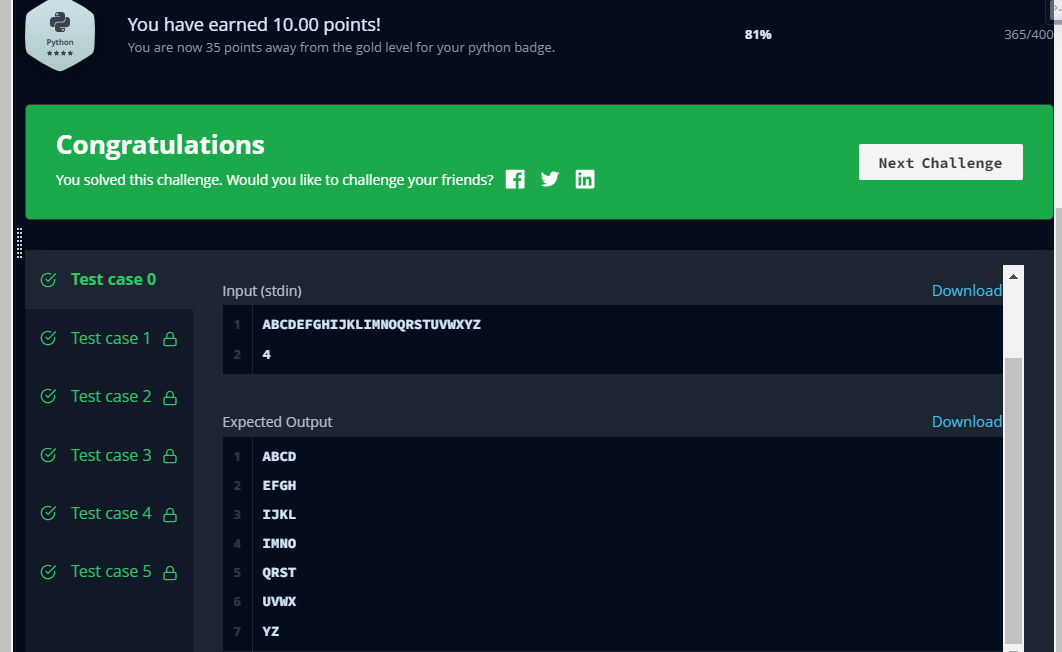 Python
You have earned 10.00 points!
You are now 35 points away from the gold level for your python badge.
81%
365/400
Congratulations
You solved this challenge. Would you like to challenge your friends?
Next Challenge
Test case 0
Test case 1
Test case 2
Test case 3
Test case 4
Test case 5
Input (stdin)
Download
1 ABCDEFGHIJKLIMNOQRSTUVWXYZ
2 4
Expected Output
Download
1 ABCD
2 EFGH
3 IJKL
4 IMNO
5 QRST
6 UVWX
7 YZ